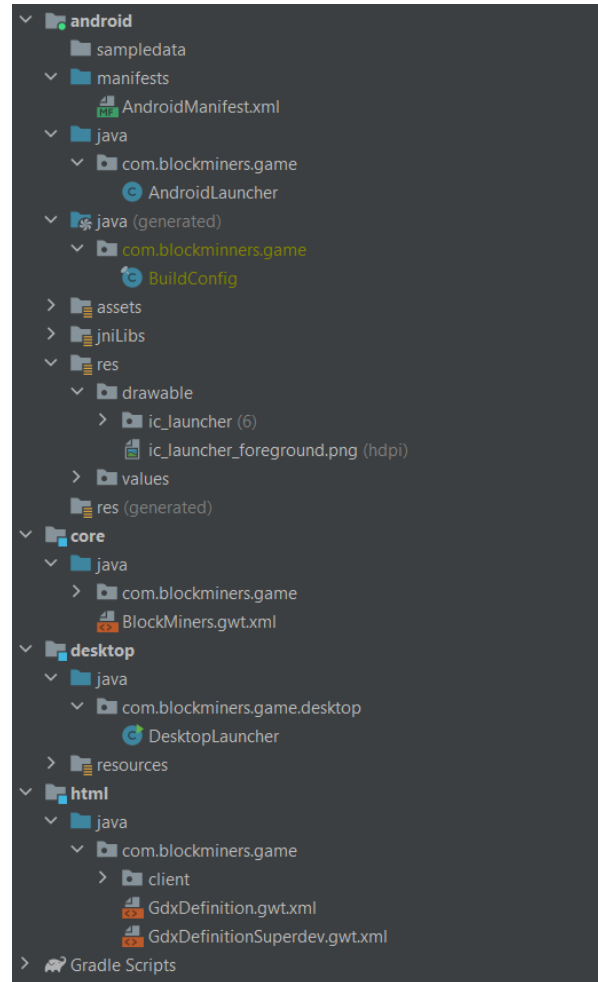 android
sampledata
manifests
MF AndroidManifest.xml
java
com.blockminers.game
C AndroidLauncher
java (generated)
com.blockminners.game
C BuildConfig
assets
jniLibs
res
drawable
ic_launcher (6)
ic_launcher_foreground.png (hdpi)
values
res (generated)
core
java
com.blockminers.game
BlockMiners.gwt.xml
desktop
java
com.blockminers.game.desktop
C DesktopLauncher
resources
html
java
com.blockminers.game
client
GdxDefinition.gwt.xml
GdxDefinitionSuperdev.gwt.xml
Gradle Scripts